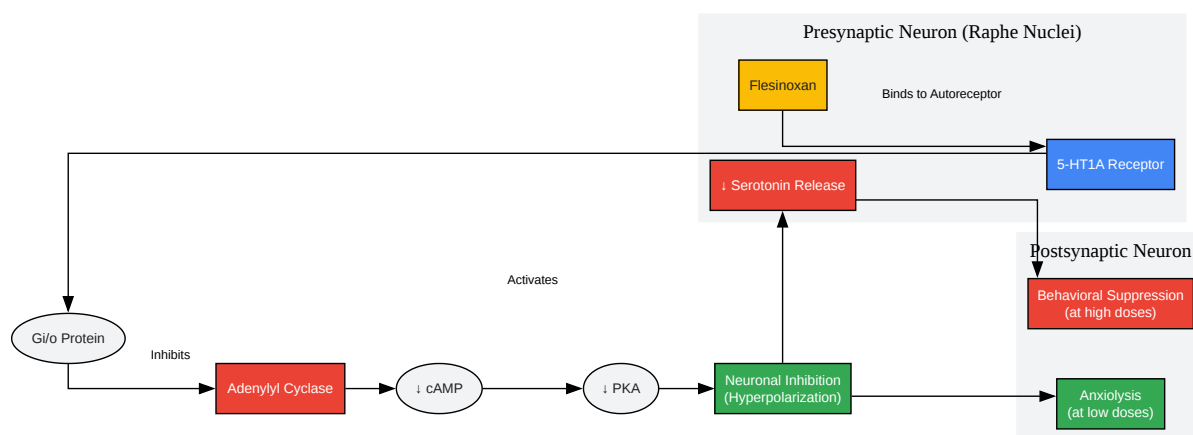 Presynaptic Neuron (Raphe Nuclei)
Flesinoxan
Binds to Autoreceptor
5-HT1A Receptor
↓ Serotonin Release
Postsynaptic Neuron
Activates
Behavioral Suppression
(at high doses)
Gi/o Protein
Inhibits
Adenylyl Cyclase
↓ cAMP
↓ PKA
Neuronal Inhibition
(Hyperpolarization)
Anxiolysis
(at low doses)